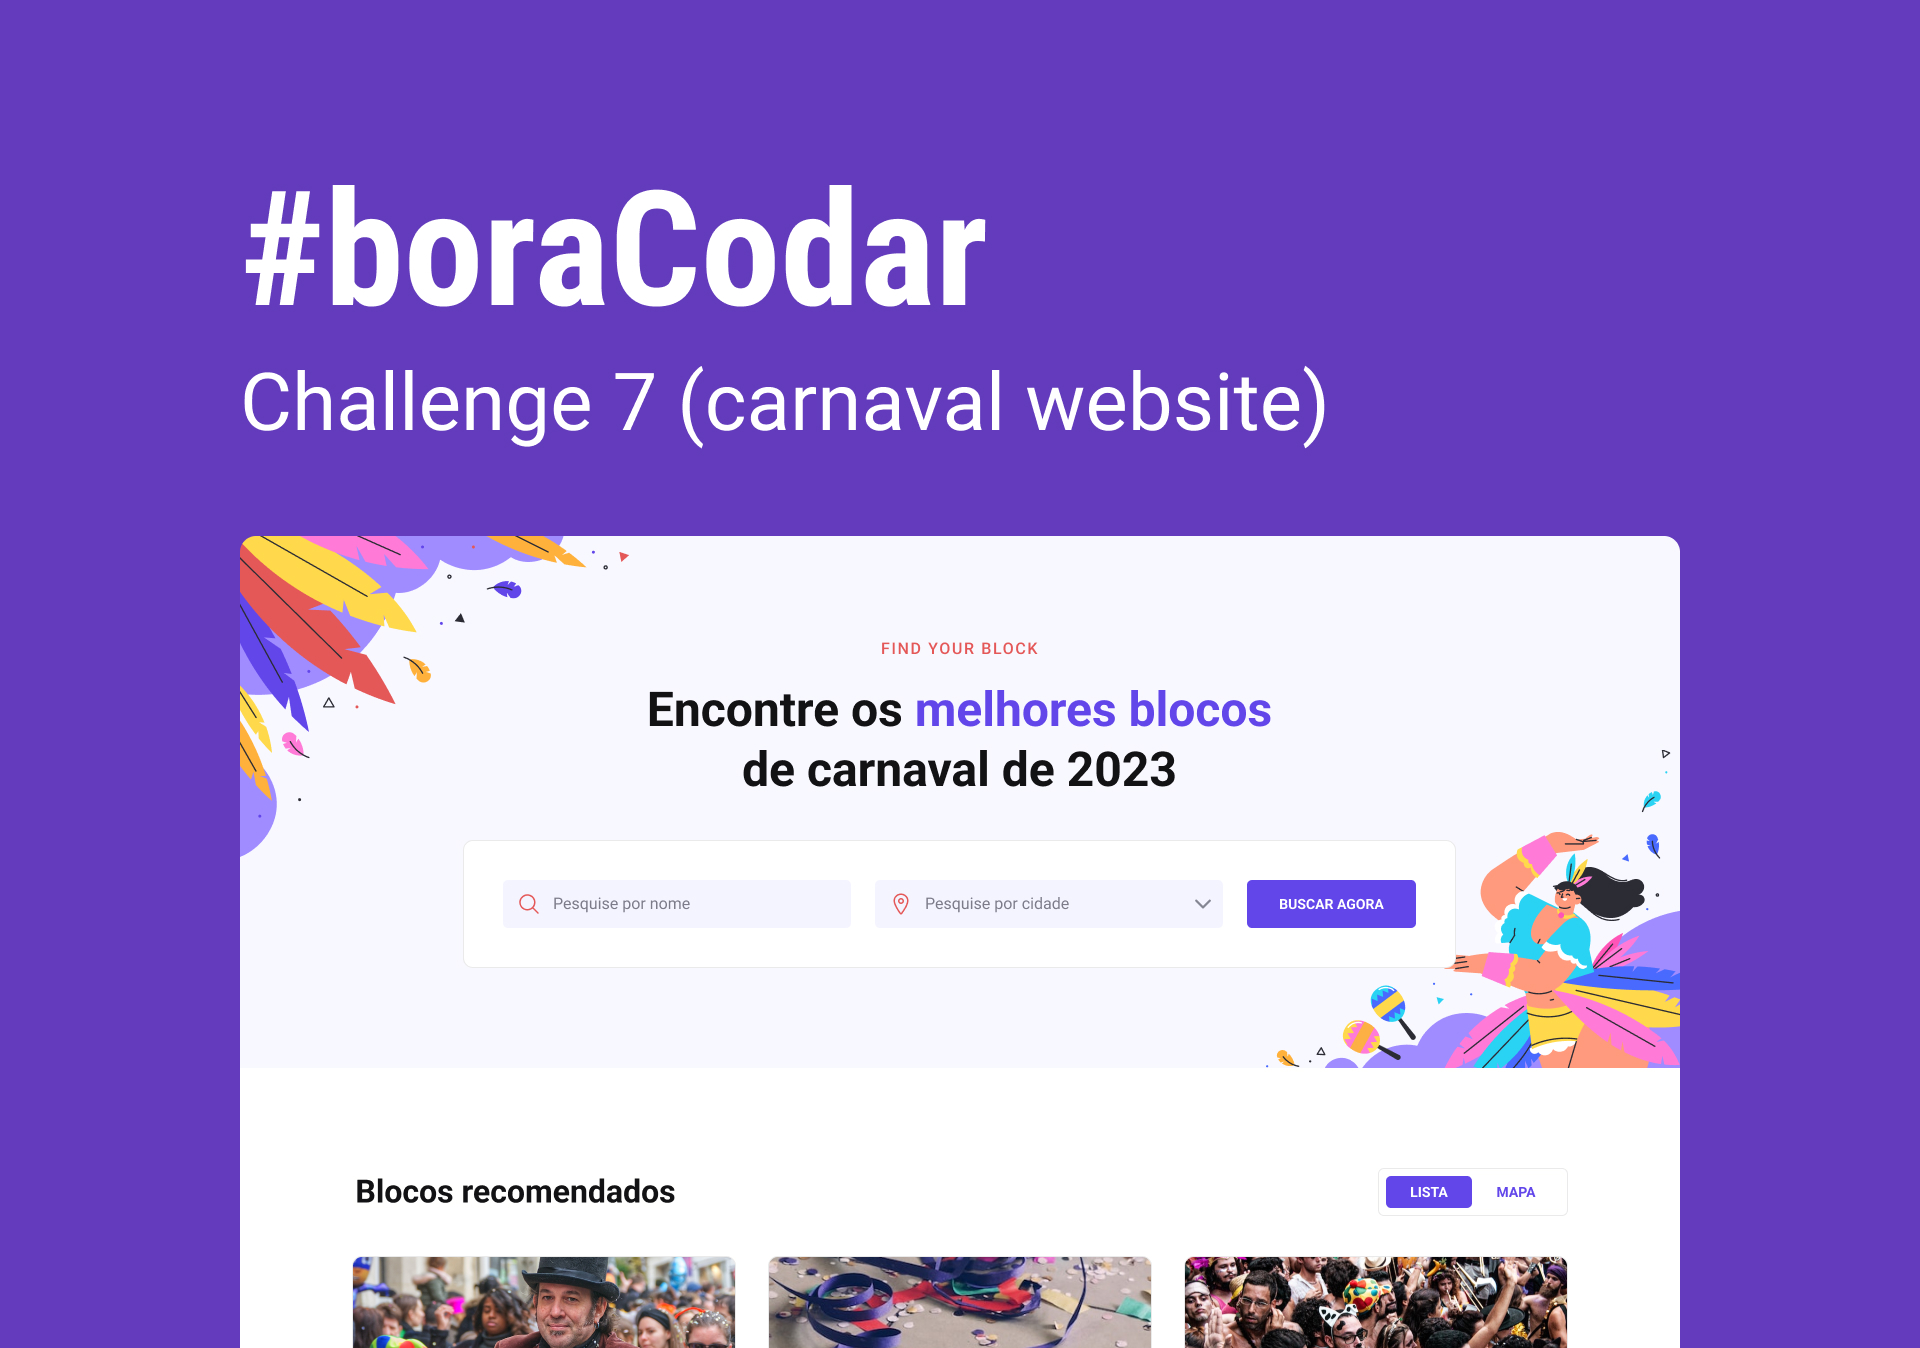 #boraCodar
Challenge 7 (carnaval website)
FIND YOUR BLOCK
Encontre os melhores blocos
de carnaval de 2023
Pesquise por nome
Pesquise por cidade
BUSCAR AGORA
Blocos recomendados
LISTA
MAPA